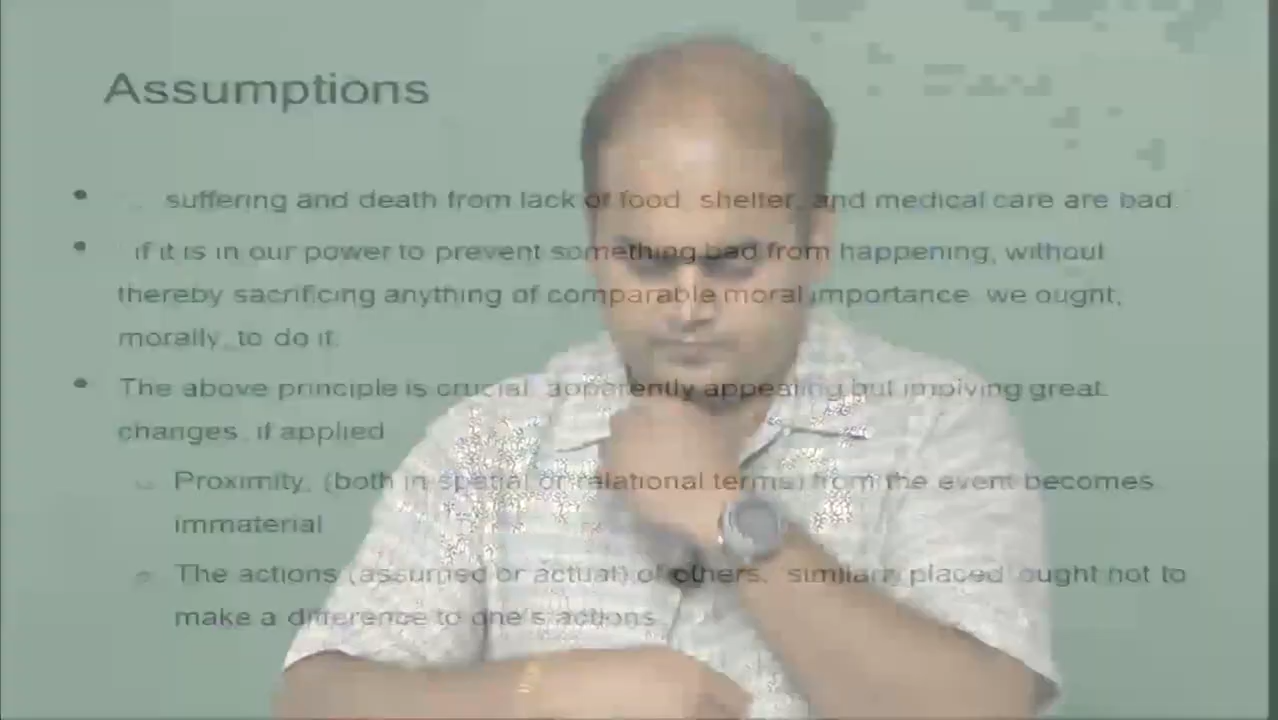 Assumptions
• suffering and death from lack of food, shelter, and medical care are bad.
• if it is in our power to prevent something bad from happening, without
thereby sacrificing anything of comparable moral importance, we ought,
morally, to do it.
• The above principle is crucial, apparently appealing but implying great
changes, if applied
Proximity, (both in spatial or relational terms) from the event becomes
immaterial
The actions (assumed or actual) of others, 'similarly placed' ought not to
make a difference to one's actions.